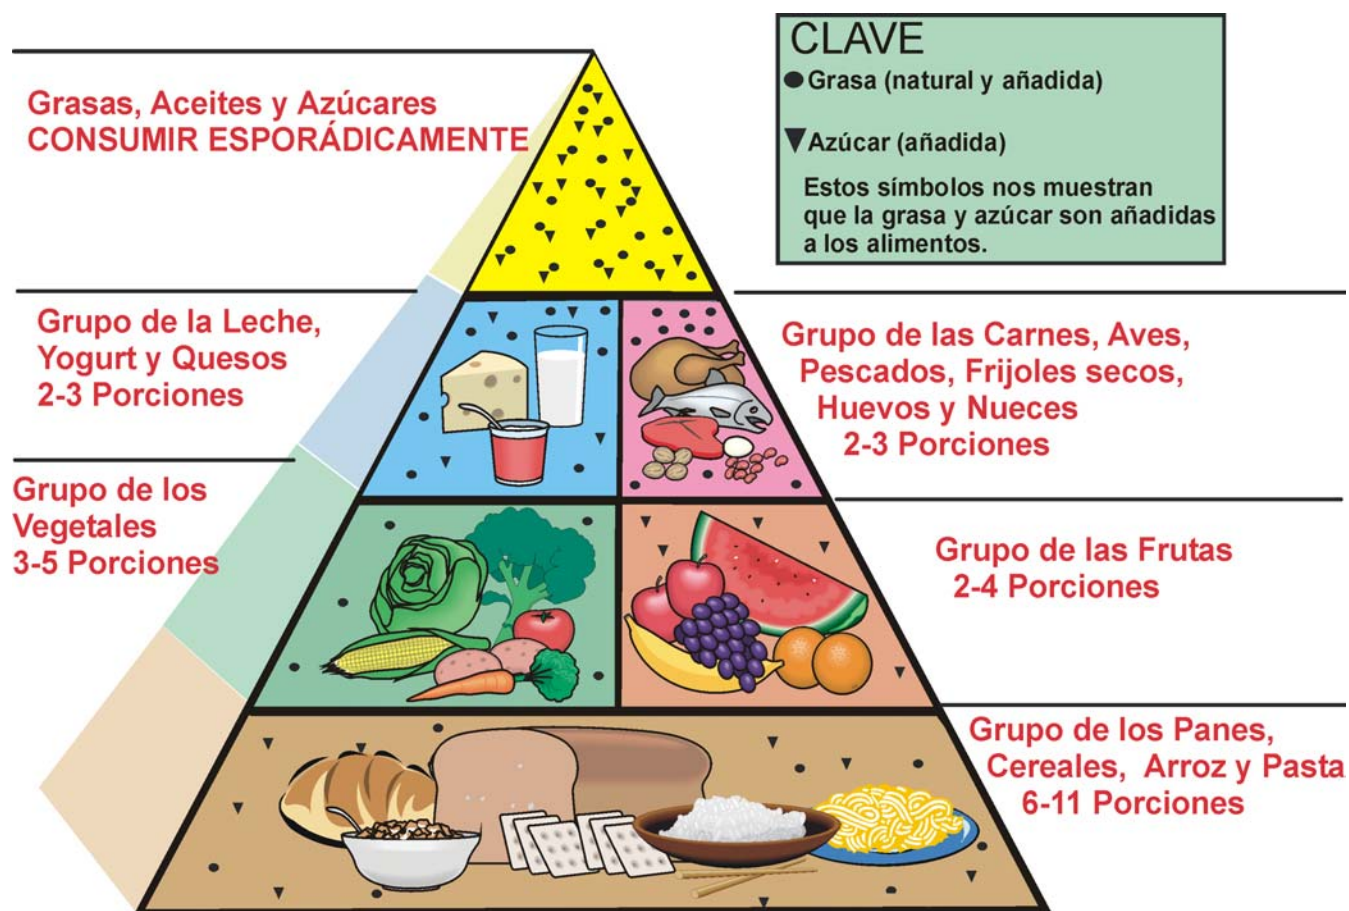 CLAVE
Grasa (natural y añadida)
Azúcar (añadida)
Estos símbolos nos muestran
que la grasa y azúcar son añadidas
a los alimentos.
Grasas, Aceites y Azúcares
CONSUMIR ESPORÁDICAMENTE
Grupo de la Leche,
Yogurt y Quesos
2-3 Porciones
Grupo de las Carnes, Aves,
Pescados, Frijoles secos,
Huevos y Nueces
2-3 Porciones
Grupo de los
Vegetales
3-5 Porciones
Grupo de las Frutas
2-4 Porciones
Grupo de los Panes,
Cereales, Arroz y Pasta
6-11 Porciones